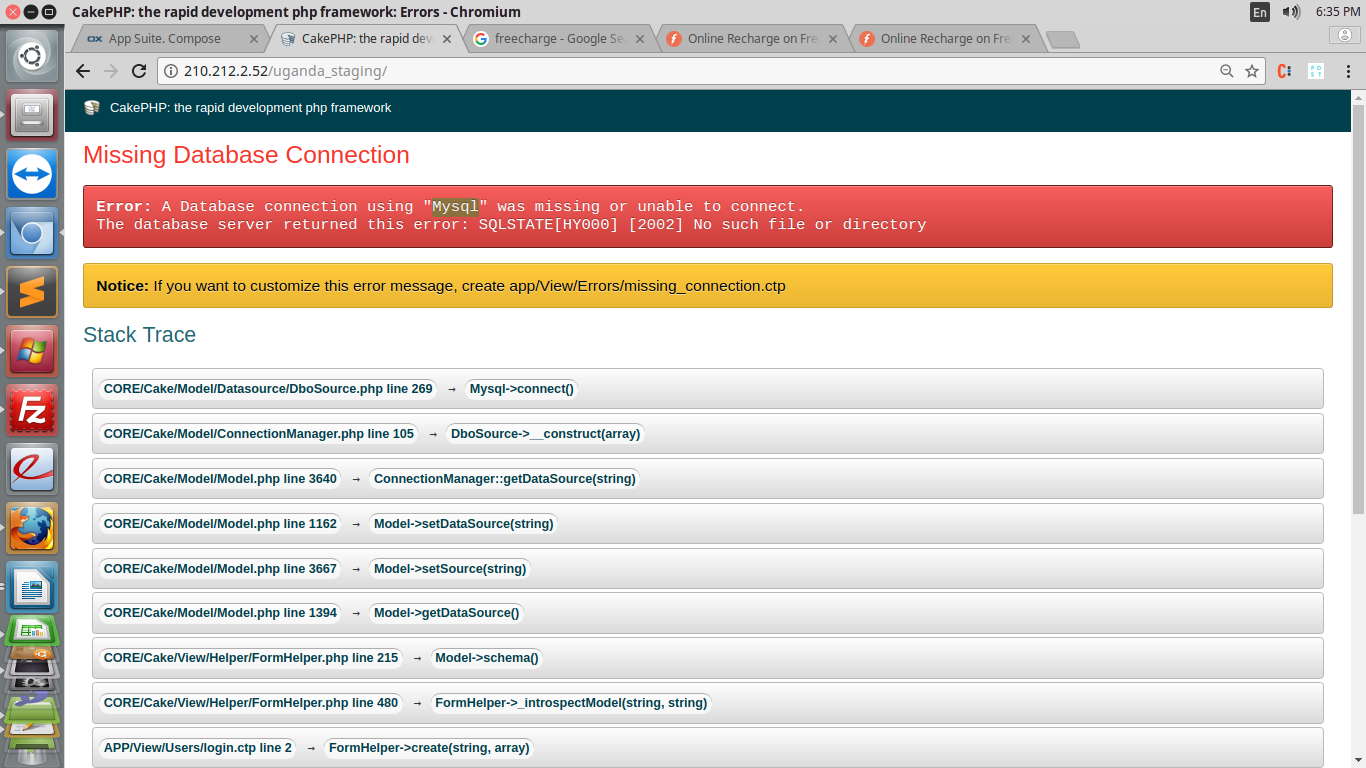 CakePHP: the rapid development php framework: Errors - Chromium
En
6:35 PM
App Suite. Compose
CakePHP: the rapid dev
freecharge - Google Se
Online Recharge on Fre
Online Recharge on Fre
210.212.2.52/uganda_staging/
CakePHP: the rapid development php framework
Missing Database Connection
Error: A Database connection using "Mysql" was missing or unable to connect.
The database server returned this error: SQLSTATE[HY000] [2002] No such file or directory
Notice: If you want to customize this error message, create app/View/Errors/missing_connection.ctp
Stack Trace
CORE/Cake/Model/Datasource/DboSource.php line 269 → Mysql->connect()
CORE/Cake/Model/ConnectionManager.php line 105 → DboSource->__construct(array)
CORE/Cake/Model/Model.php line 3640 → ConnectionManager::getDataSource(string)
CORE/Cake/Model/Model.php line 1162 → Model->setDataSource(string)
CORE/Cake/Model/Model.php line 3667 → Model->setSource(string)
CORE/Cake/Model/Model.php line 1394 → Model->getDataSource()
CORE/Cake/View/Helper/FormHelper.php line 215 → Model->schema()
CORE/Cake/View/Helper/FormHelper.php line 480 → FormHelper->_introspectModel(string, string)
APP/View/Users/login.ctp line 2 → FormHelper->create(string, array)